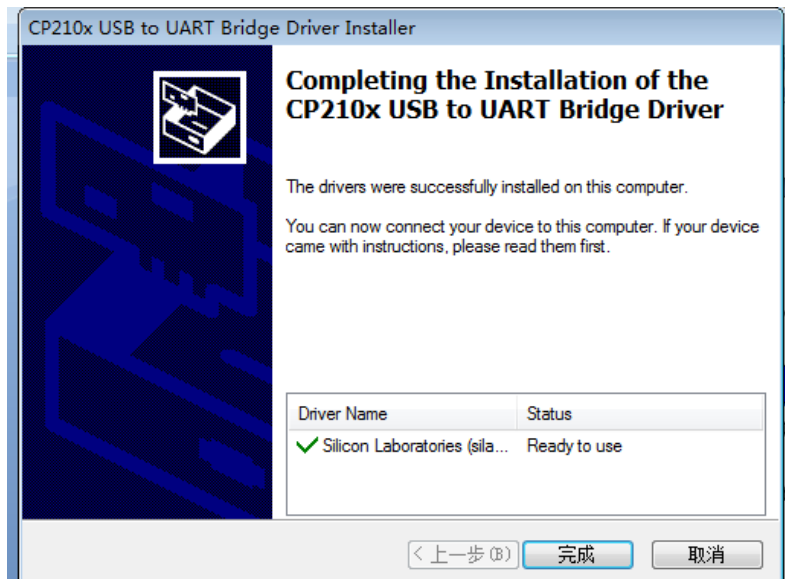 CP210x USB to UART Bridge Driver Installer
Completing the Installation of the
CP210x USB to UART Bridge Driver
The drivers were successfully installed on this computer.
You can now connect your device to this computer. If your device
came with instructions, please read them first.
Driver Name Status
Silicon Laboratories (sila... Ready to use
< 上一步(B) 完成 取消